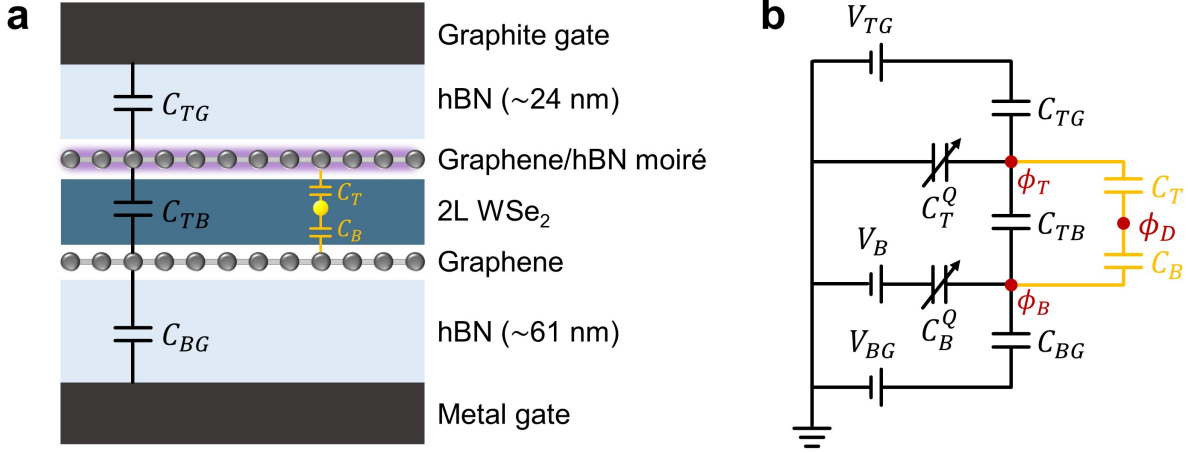 a
Graphite gate
C_TG
hBN (~24 nm)
Graphene/hBN moiré
C_T
C_TB
2L WSe₂
C_B
Graphene
C_BG
hBN (~61 nm)
Metal gate
b
V_TG
C_TG
ϕ_T
C_T
C_T^Q
C_TB
ϕ_D
V_B
C_B
ϕ_B
C_B^Q
V_BG
C_BG